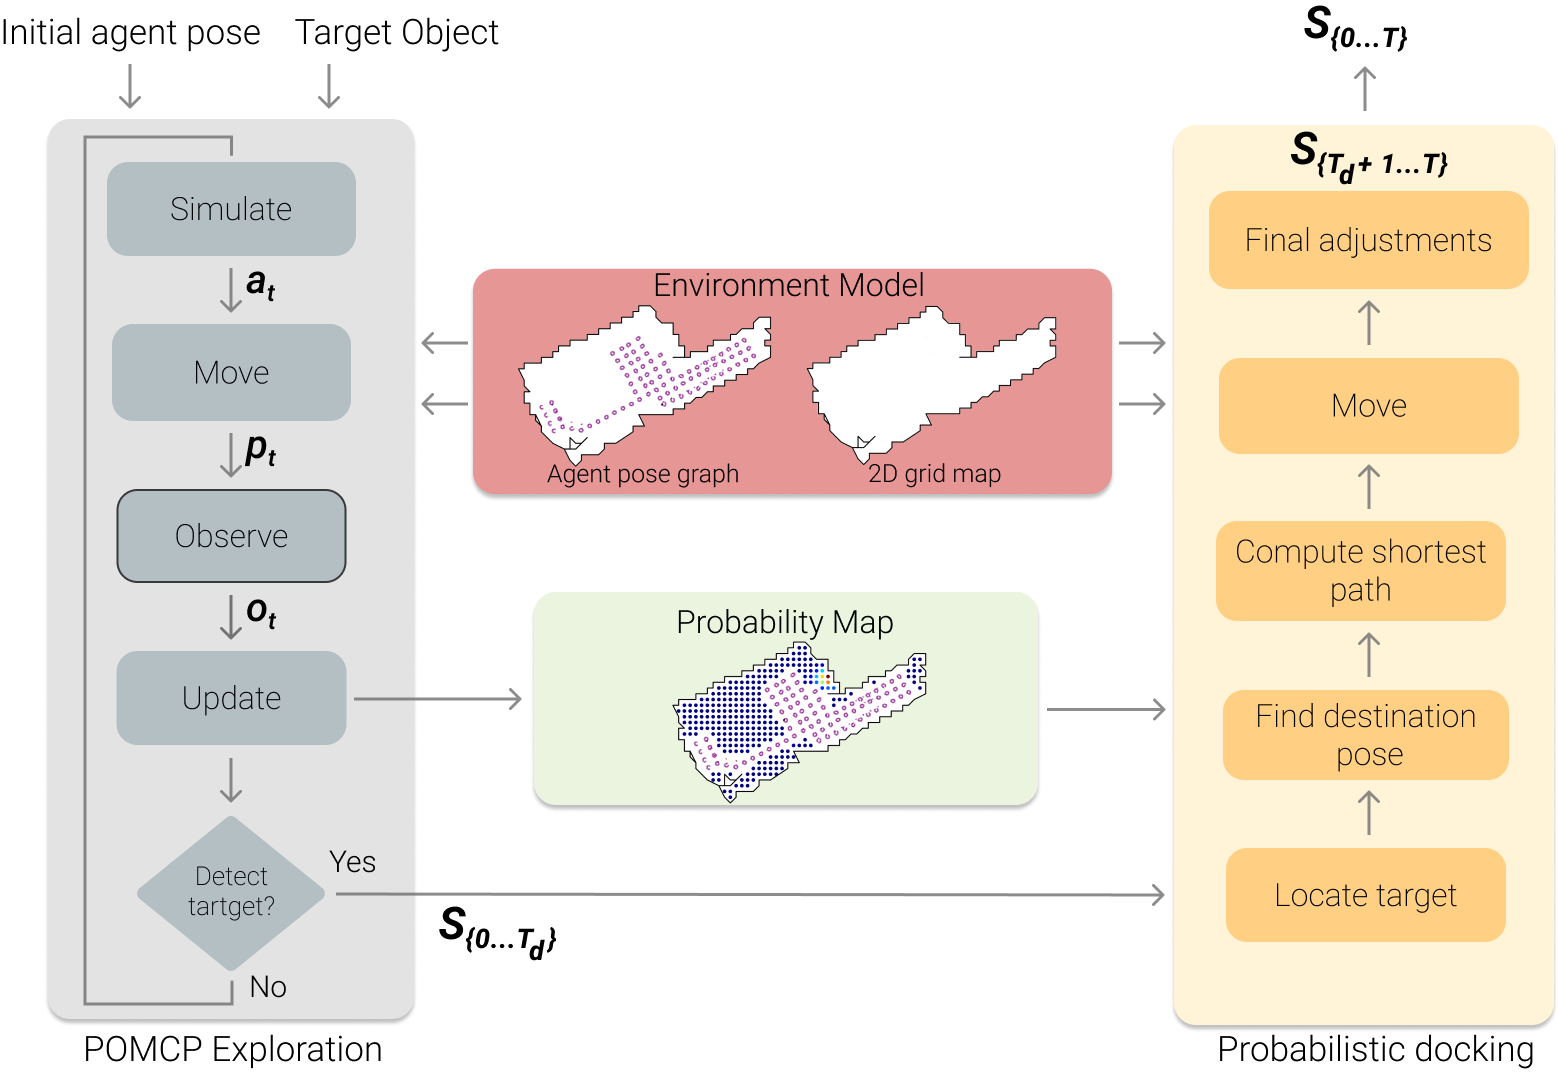 Initial agent pose
Target Object
Simulate
a_t
Move
p_t
Observe
o_t
Update
Detect
tartget?
Yes
No
S_{0...T_d}
POMCP Exploration
Environment Model
Agent pose graph
2D grid map
Probability Map
S_{0...T}
S_{T_d + 1...T}
Final adjustments
Move
Compute shortest
path
Find destination
pose
Locate target
Probabilistic docking